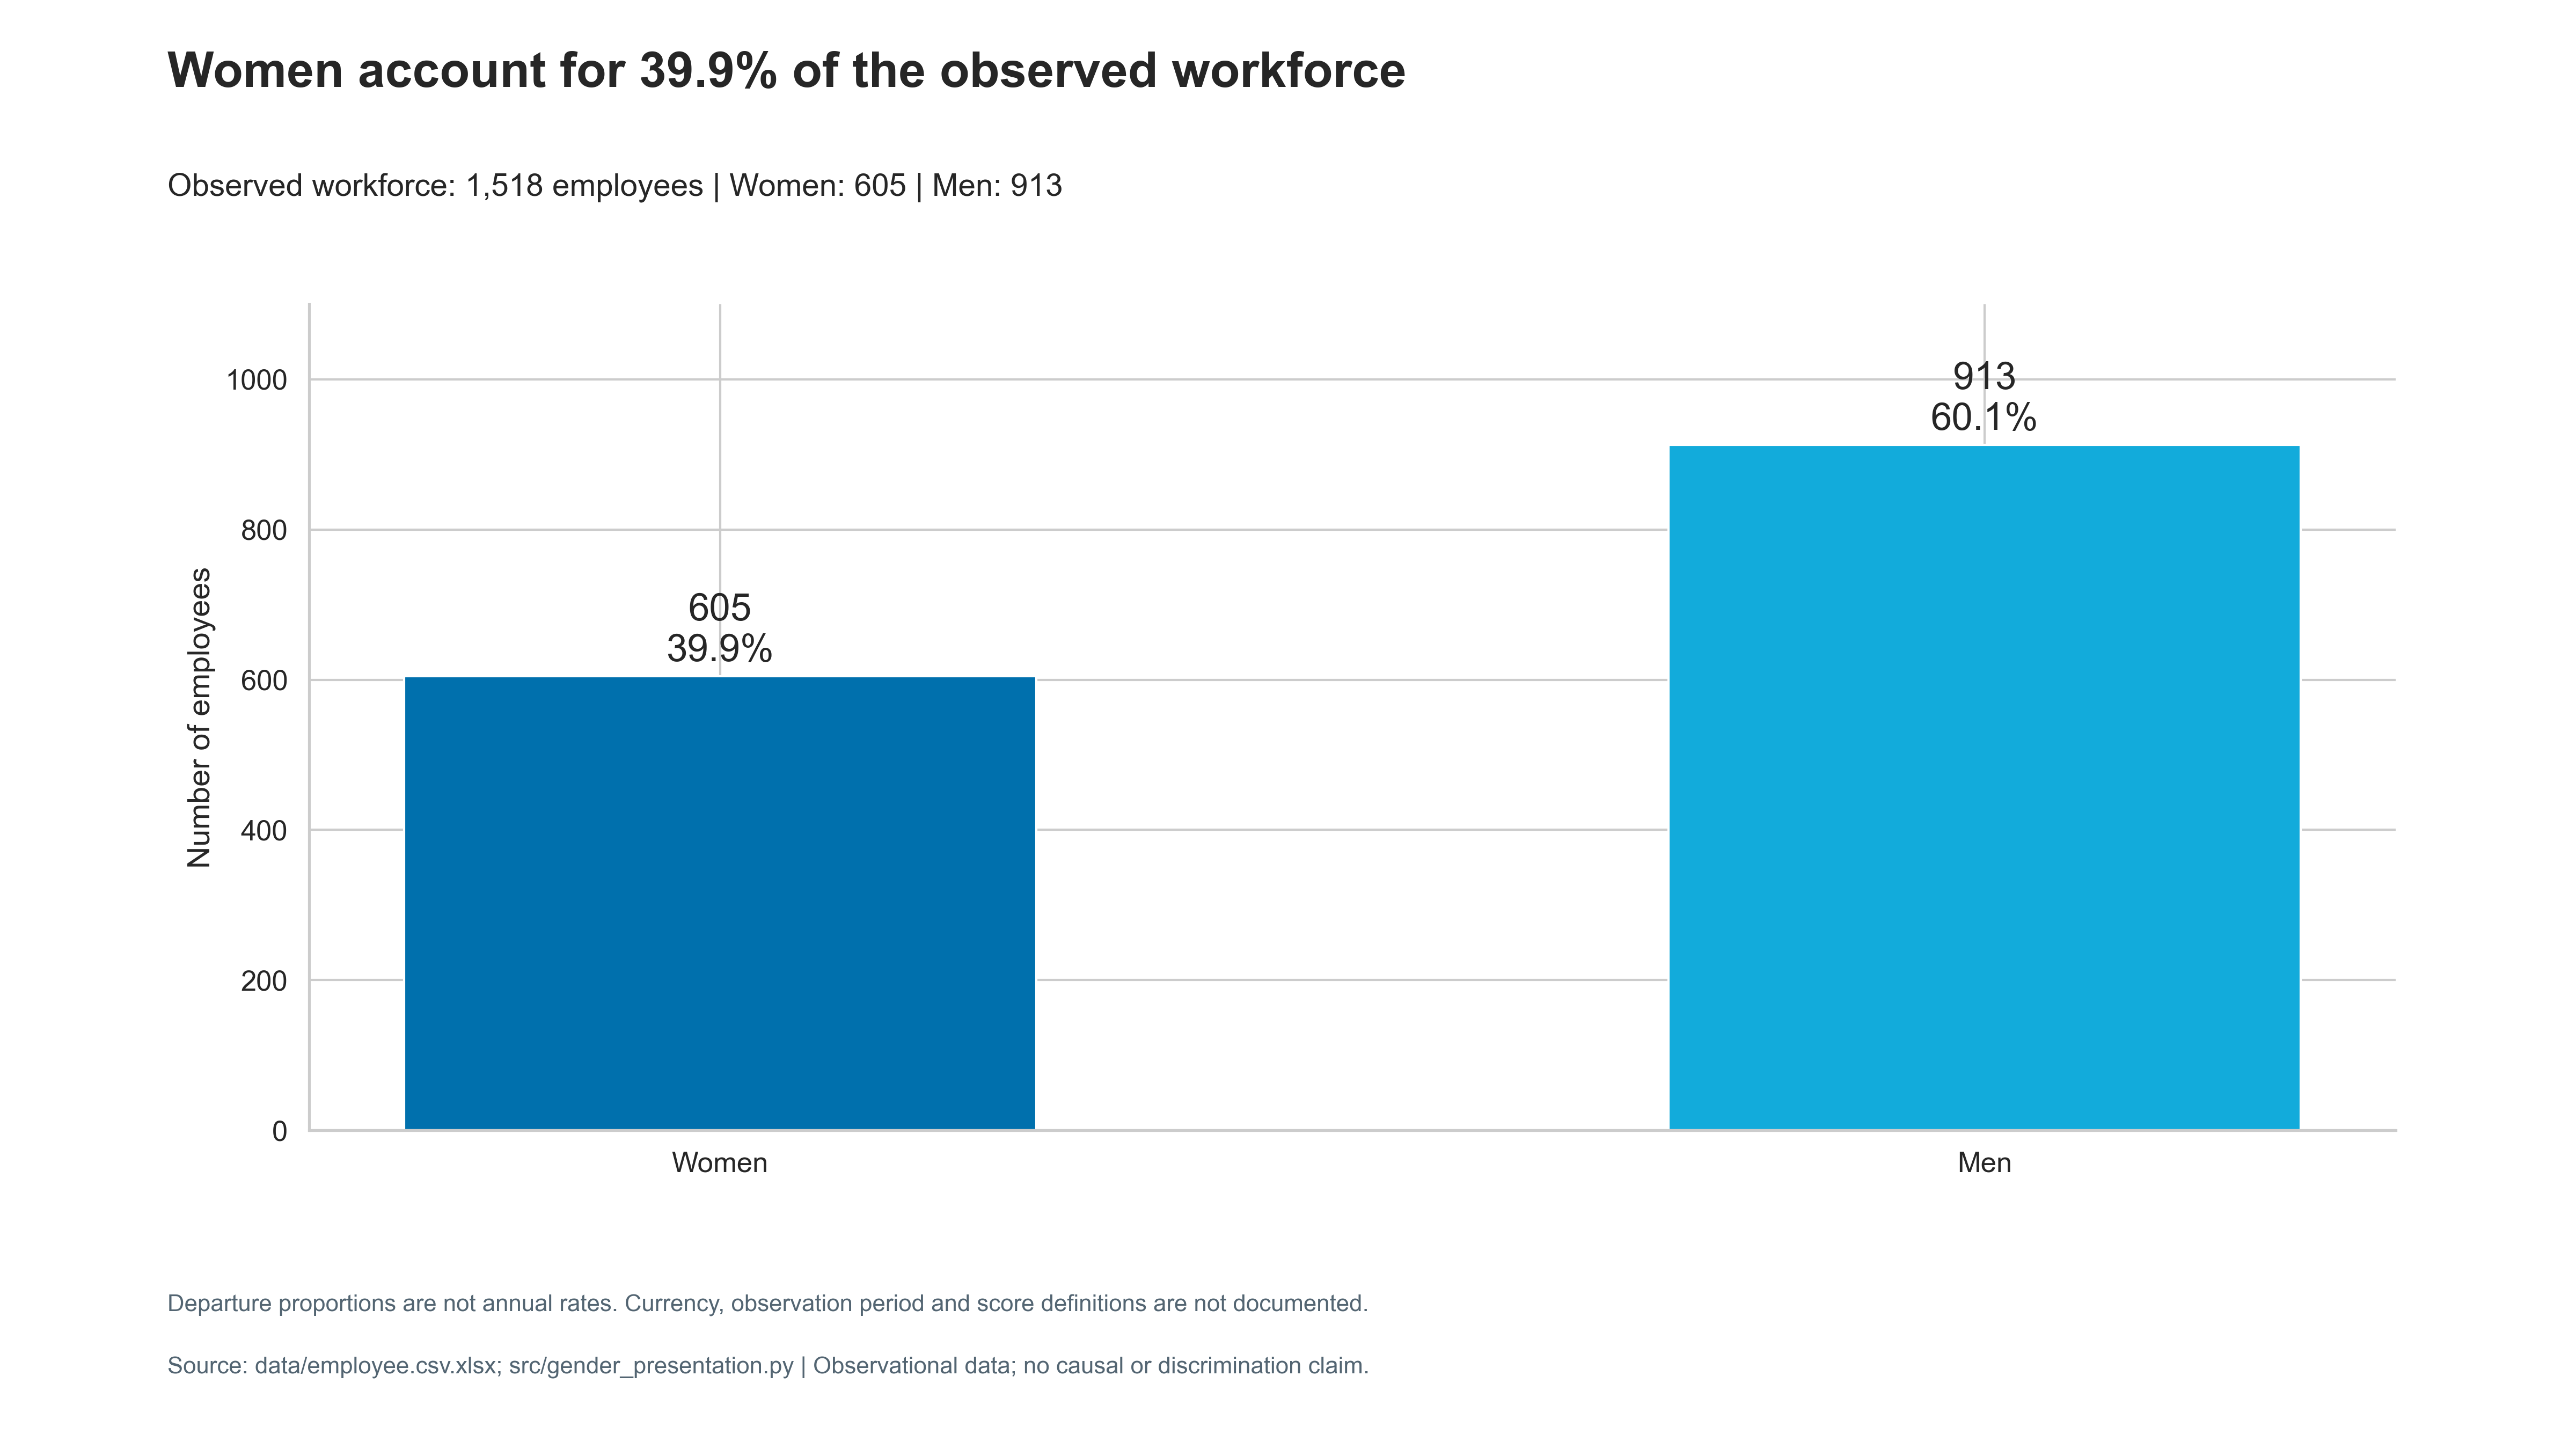 Women account for 39.9% of the observed workforce
Observed workforce: 1,518 employees | Women: 605 | Men: 913
Number of employees
1000
800
600
400
200
0
605
39.9%
913
60.1%
Women
Men
Departure proportions are not annual rates. Currency, observation period and score definitions are not documented.
Source: data/employee.csv.xlsx; src/gender_presentation.py | Observational data; no causal or discrimination claim.